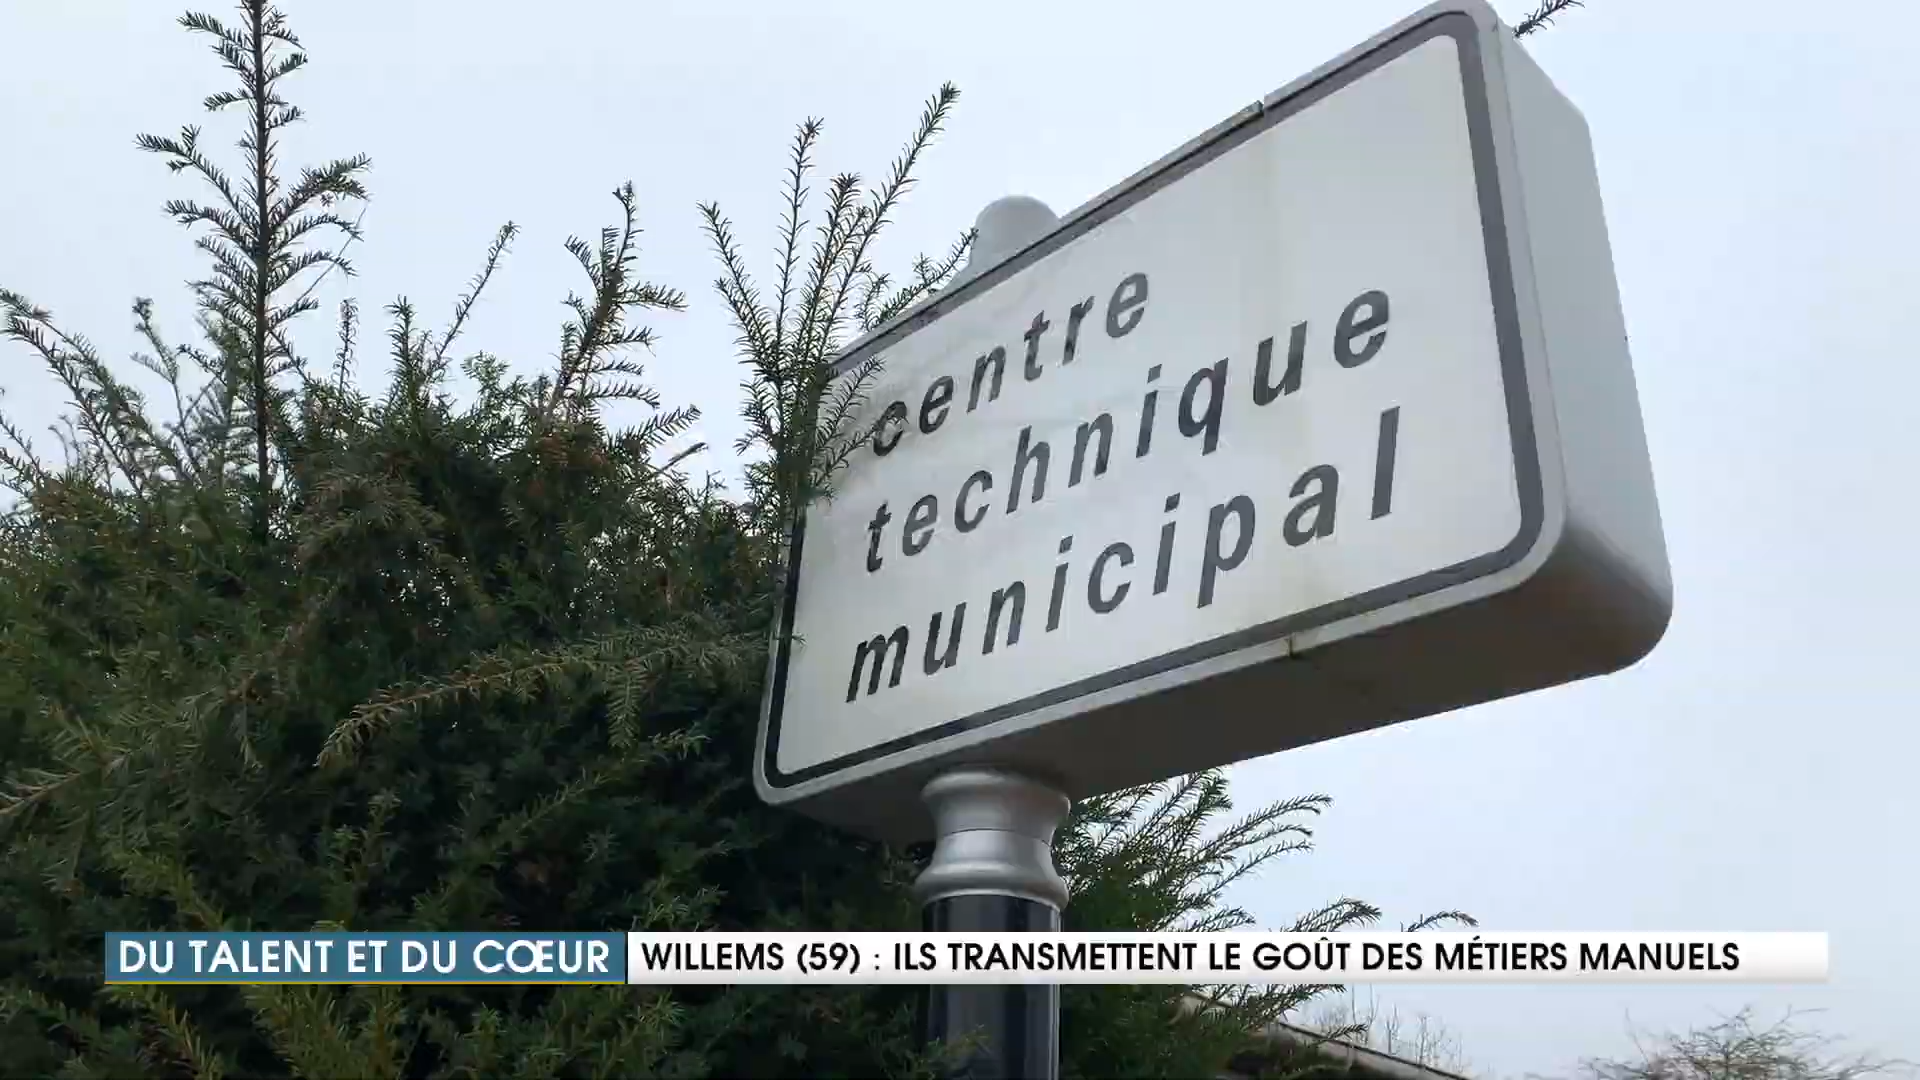 centre
technique
municipal
DU TALENT ET DU CŒUR
WILLEMS (59) : ILS TRANSMETTENT LE GOÛT DES MÉTIERS MANUELS